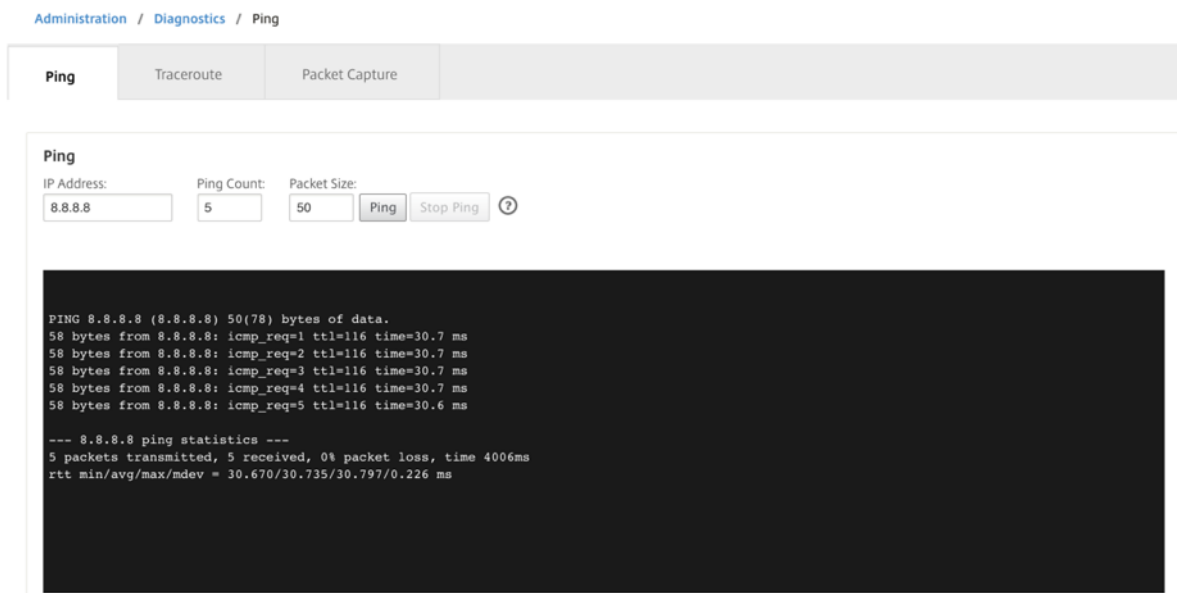 Administration / Diagnostics / Ping
Ping Traceroute Packet Capture
Ping
IP Address: Ping Count: Packet Size:
8.8.8.8 5 50 Ping Stop Ping ?
PING 8.8.8.8 (8.8.8.8) 50(78) bytes of data.
58 bytes from 8.8.8.8: icmp_req=1 ttl=116 time=30.7 ms
58 bytes from 8.8.8.8: icmp_req=2 ttl=116 time=30.7 ms
58 bytes from 8.8.8.8: icmp_req=3 ttl=116 time=30.7 ms
58 bytes from 8.8.8.8: icmp_req=4 ttl=116 time=30.7 ms
58 bytes from 8.8.8.8: icmp_req=5 ttl=116 time=30.6 ms
--- 8.8.8.8 ping statistics ---
5 packets transmitted, 5 received, 0% packet loss, time 4006ms
rtt min/avg/max/mdev = 30.670/30.735/30.797/0.226 ms